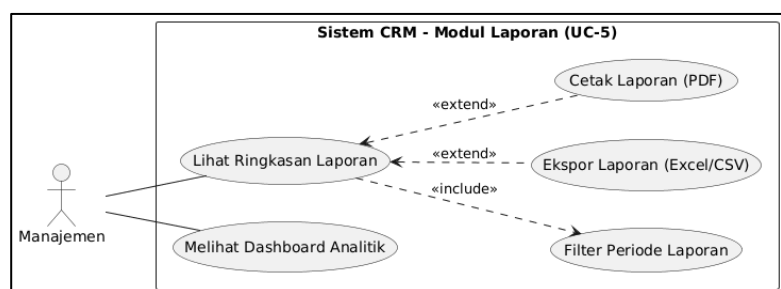 Sistem CRM - Modul Laporan (UC-5)
Cetak Laporan (PDF)
«extend»
Lihat Ringkasan Laporan
«extend»
Ekspor Laporan (Excel/CSV)
«include»
Manajemen
Melihat Dashboard Analitik
Filter Periode Laporan